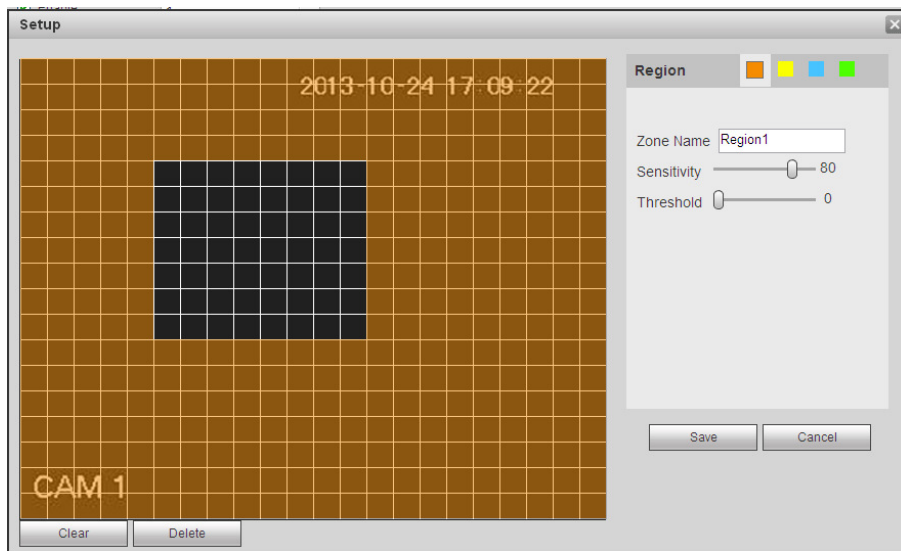 Setup
2013-10-24 17:09:22
Region
Zone Name Region1
Sensitivity 80
Threshold 0
Save Cancel
CAM 1
Clear Delete